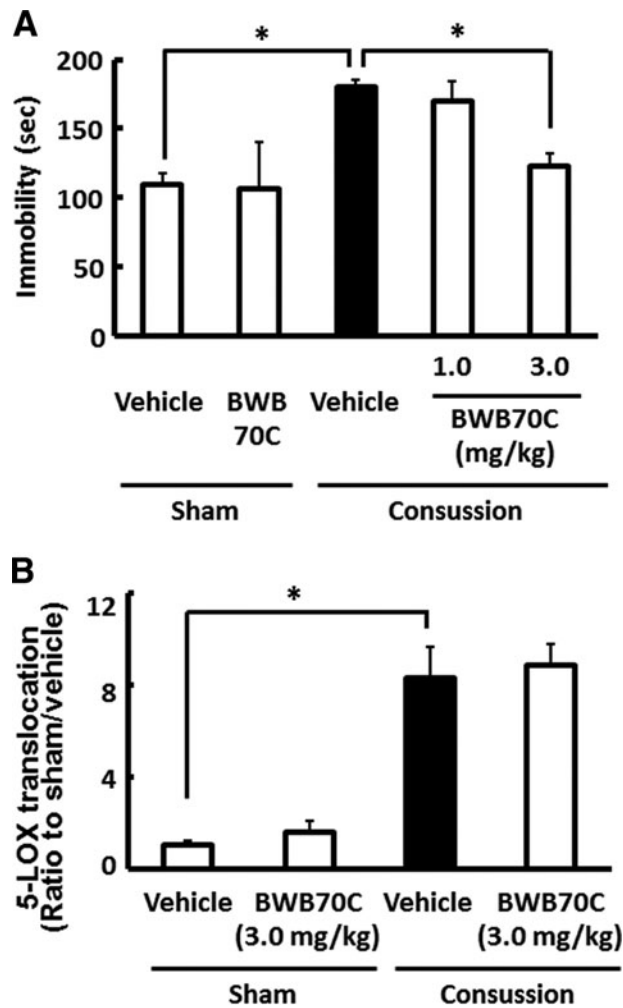 A
* *
200
150
100
50
0
Immobility (sec)
1.0 3.0
Vehicle BWB Vehicle BWB70C
70C (mg/kg)
Sham Consussion
B
*
12
8
4
0
5-LOX translocation
(Ratio to sham/vehicle)
Vehicle BWB70C Vehicle BWB70C
(3.0 mg/kg) (3.0 mg/kg)
Sham Consussion